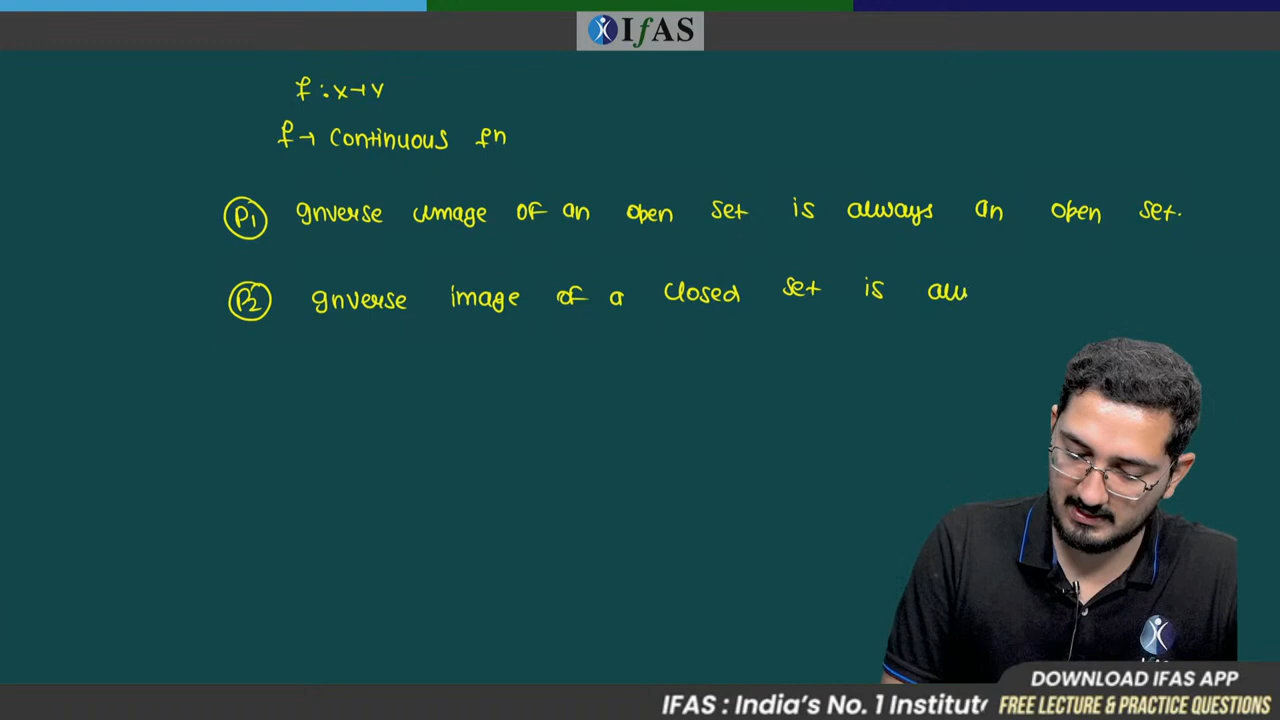 IfAS
f : X → Y
f → Continuous fn
P1 Inverse image of an open set is always an open set.
P2 Inverse image of a closed set is alw
DOWNLOAD IFAS APP
IFAS : India's No. 1 Institut
FREE LECTURE & PRACTICE QUESTIONS